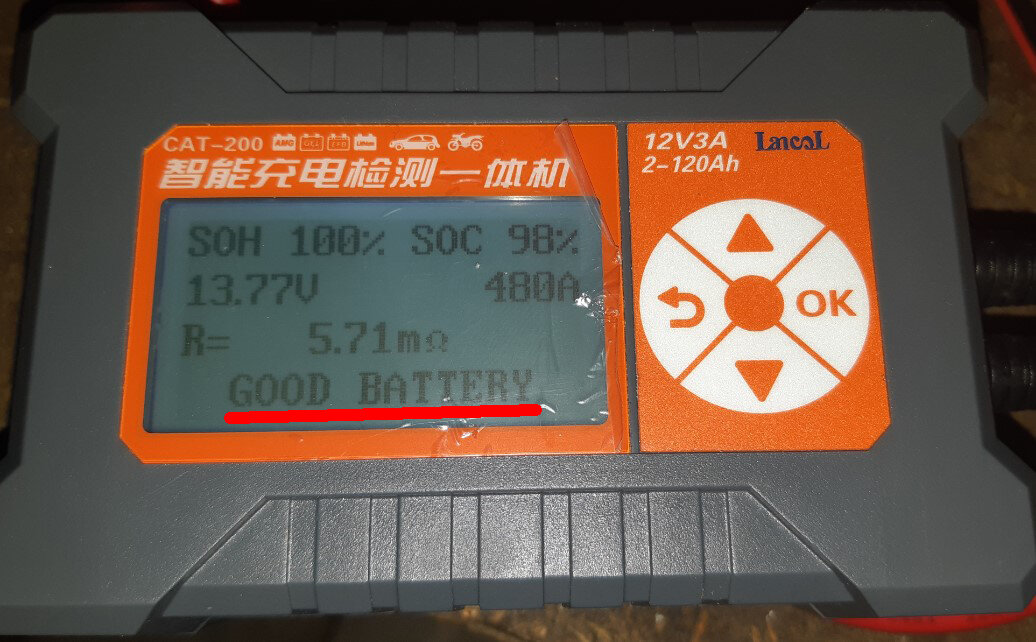 CAT-200
智能充电检测一体机
SOH 100% SOC 98%
13.77V 480A
R= 5.71mΩ
GOOD BATTERY
12V3A LancoL
2-120Ah
OK